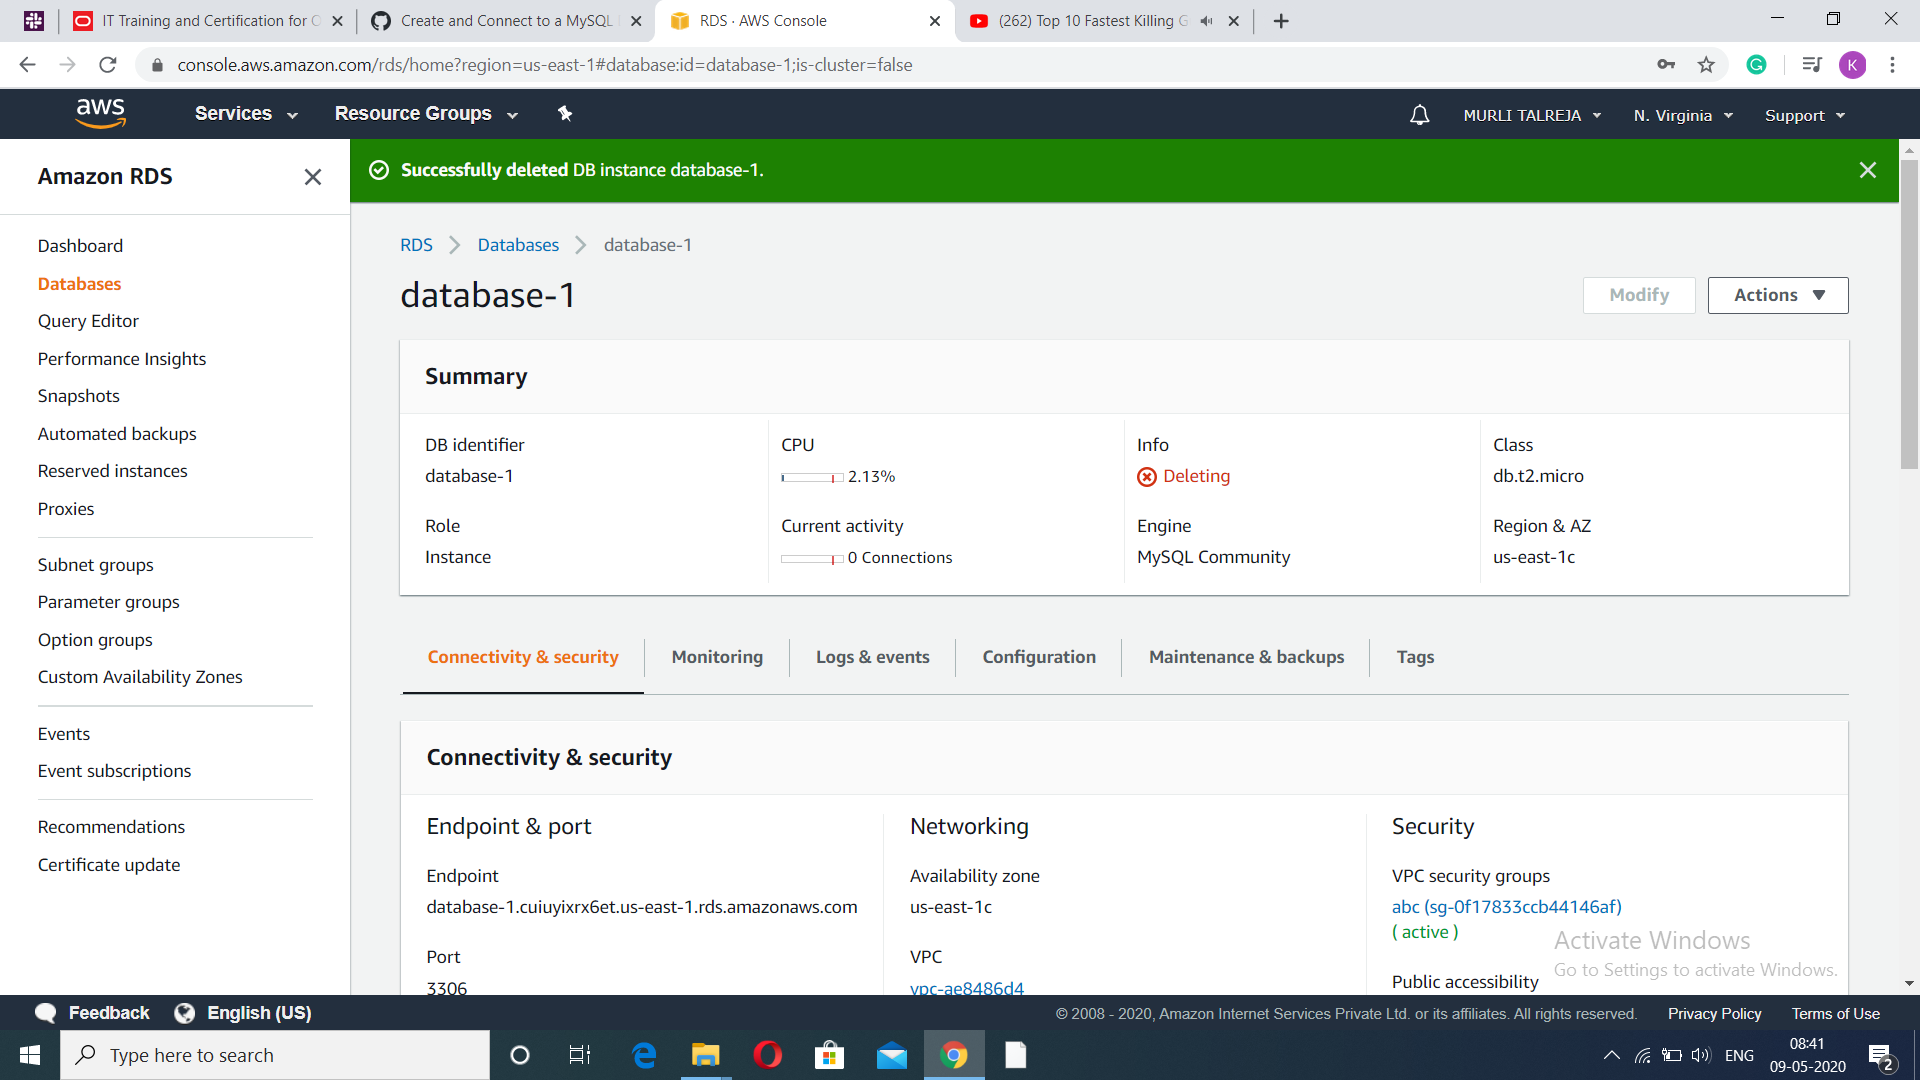 IT Training and Certification for O
Create and Connect to a MySQL D
RDS · AWS Console
(262) Top 10 Fastest Killing G
console.aws.amazon.com/rds/home?region=us-east-1#database:id=database-1;is-cluster=false
K
aws
Services
Resource Groups
MURLI TALREJA
N. Virginia
Support
Amazon RDS
Dashboard
Databases
Query Editor
Performance Insights
Snapshots
Automated backups
Reserved instances
Proxies
Subnet groups
Parameter groups
Option groups
Custom Availability Zones
Events
Event subscriptions
Recommendations
Certificate update
Successfully deleted DB instance database-1.
RDS
Databases
database-1
database-1
Modify
Actions
Summary
DB identifier
database-1
CPU
2.13%
Info
Deleting
Class
db.t2.micro
Role
Instance
Current activity
0 Connections
Engine
MySQL Community
Region & AZ
us-east-1c
Connectivity & security
Monitoring
Logs & events
Configuration
Maintenance & backups
Tags
Connectivity & security
Endpoint & port
Endpoint
database-1.cuiuyixrx6et.us-east-1.rds.amazonaws.com
Port
3306
Networking
Availability zone
us-east-1c
VPC
vpc-ae8486d4
Security
VPC security groups
abc (sg-0f17833ccb44146af)
( active )
Public accessibility
Activate Windows
Go to Settings to activate Windows.
Feedback
English (US)
© 2008 - 2020, Amazon Internet Services Private Ltd. or its affiliates. All rights reserved.
Privacy Policy
Terms of Use
Type here to search
ENG
08:41
09-05-2020
2